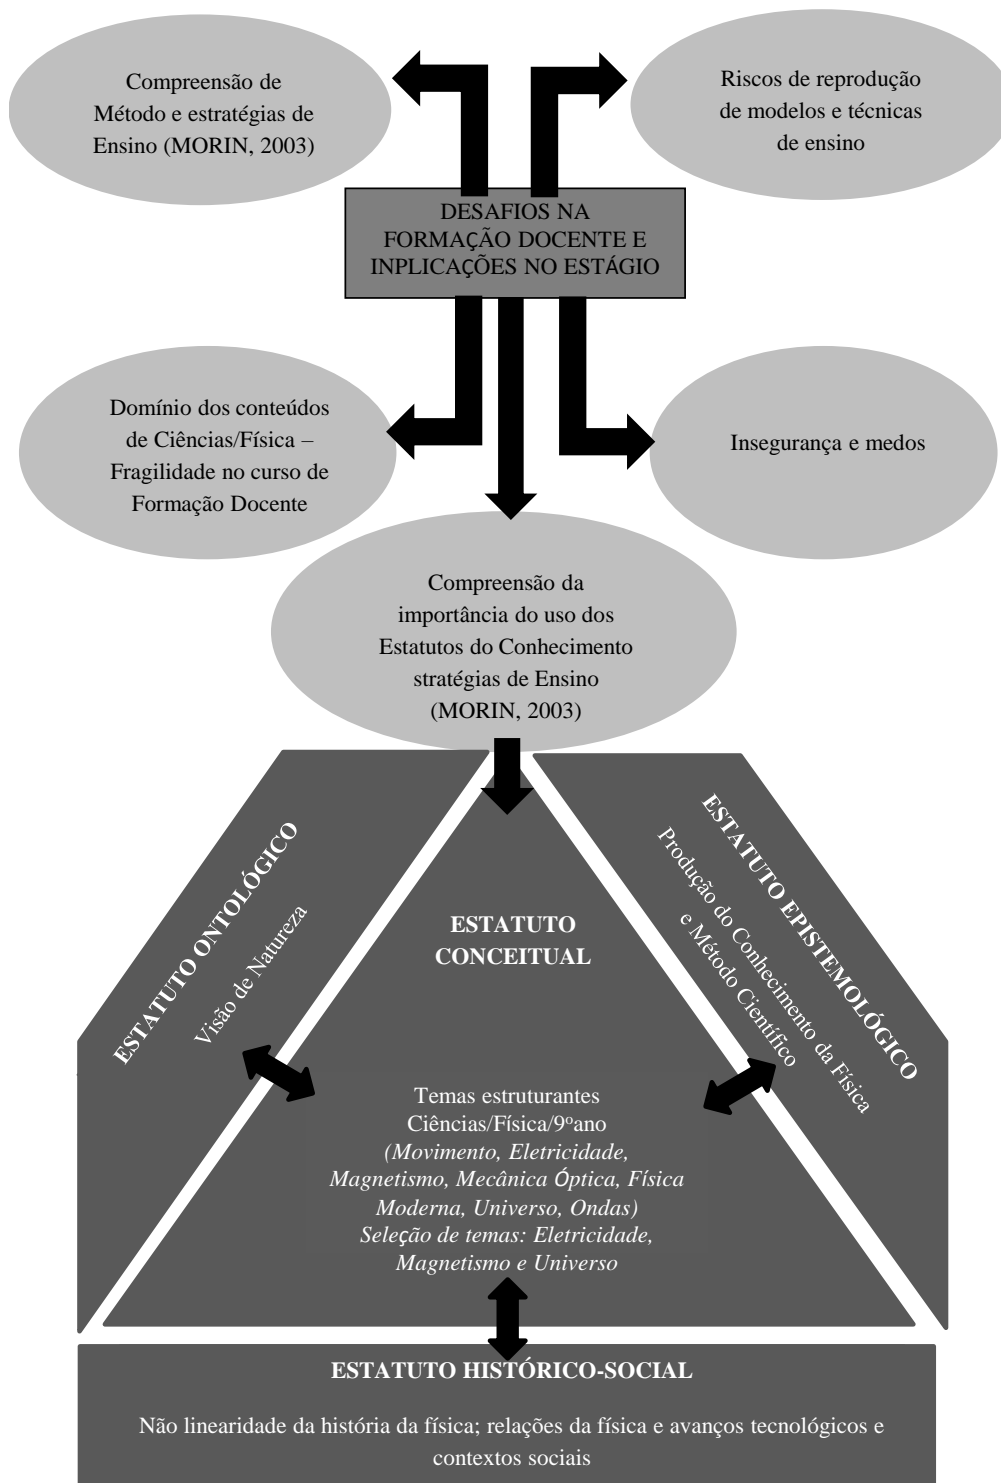 Compreensão de
Método e estratégias de
Ensino (MORIN, 2003)
Riscos de reprodução
de modelos e técnicas
de ensino
DESAFIOS NA
FORMAÇÃO DOCENTE E
INPLICAÇÕES NO ESTÁGIO
Domínio dos conteúdos
de Ciências/Física –
Fragilidade no curso de
Formação Docente
Insegurança e medos
Compreensão da
importância do uso dos
Estatutos do Conhecimento
stratégias de Ensino
(MORIN, 2003)
ESTATUTO ONTOLÓGICO
Visão de Natureza
ESTATUTO
CONCEITUAL
ESTATUTO EPISTEMOLÓGICO
Produção do Conhecimento da Física
e Método Científico
Temas estruturantes
Ciências/Física/9ºano
(Movimento, Eletricidade,
Magnetismo, Mecânica Óptica, Física
Moderna, Universo, Ondas)
Seleção de temas: Eletricidade,
Magnetismo e Universo
ESTATUTO HISTÓRICO-SOCIAL
Não linearidade da história da física; relações da física e avanços tecnológicos e
contextos sociais